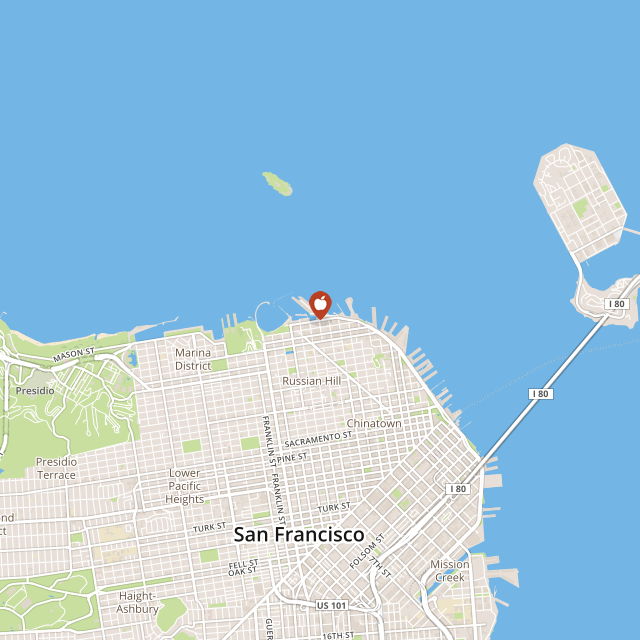 I 80
MASON ST
Marina
District
Presidio
Russian Hill
I 80
FRANKLIN ST
Chinatown
SACRAMENTO ST
PINE ST
Presidio
Terrace
Lower
Pacific
Heights
FRANKLIN ST
I 80
TURK ST
TURK ST
San Francisco
FOLSOM ST
FELL ST
OAK ST
7TH ST
Mission
Creek
Haight-
Ashbury
US 101
16TH ST